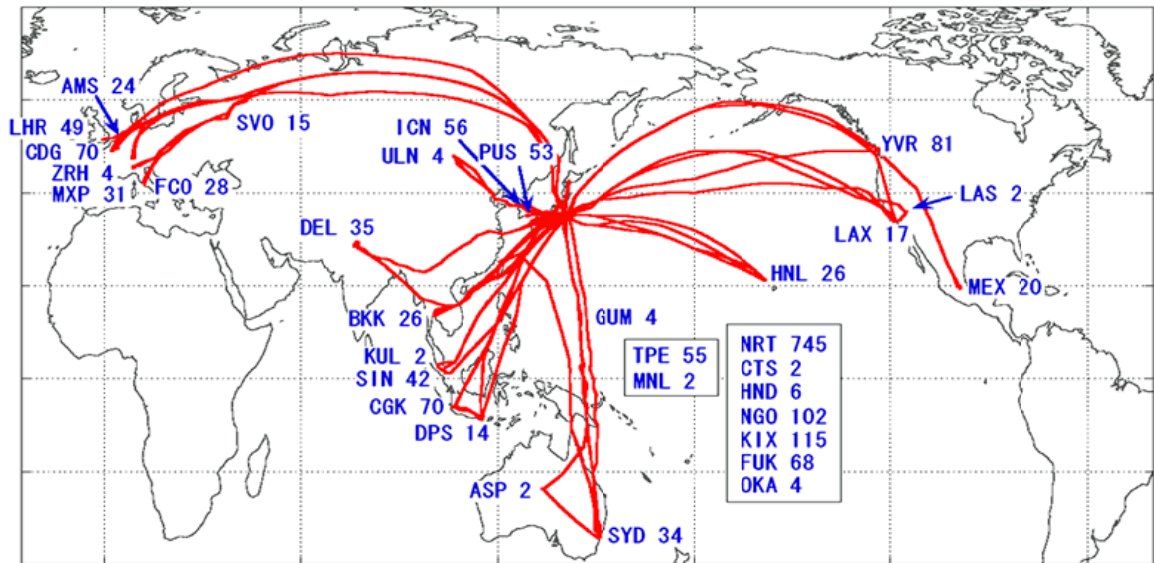 AMS 24
LHR 49
CDG 70
ZRH 4
MXP 31
FCO 28
SVO 15
ICN 56
ULN 4
PUS 53
YVR 81
LAS 2
LAX 17
DEL 35
HNL 26
MEX 20
BKK 26
GUM 4
KUL 2
SIN 42
CGK 70
DPS 14
TPE 55
MNL 2
NRT 745
CTS 2
HND 6
NGO 102
KIX 115
FUK 68
OKA 4
ASP 2
SYD 34